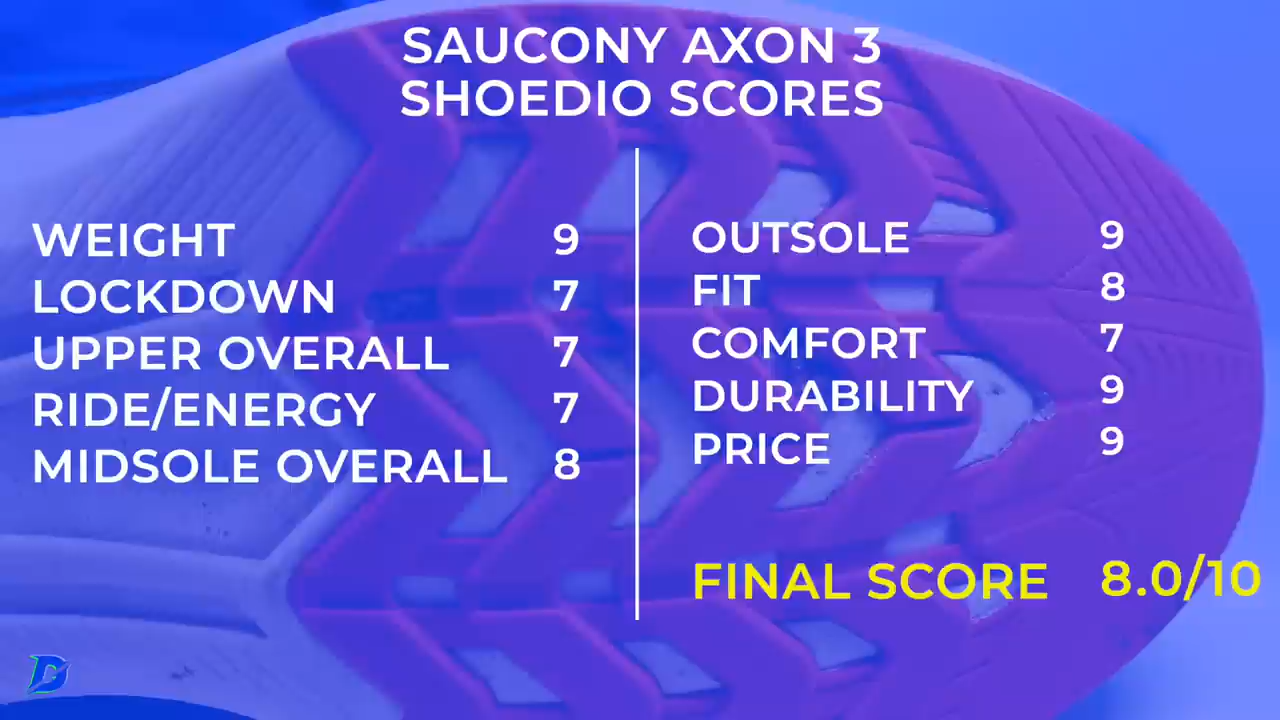 SAUCONY AXON 3
SHOEDIO SCORES
WEIGHT 9
LOCKDOWN 7
UPPER OVERALL 7
RIDE/ENERGY 7
MIDSOLE OVERALL 8
OUTSOLE 9
FIT 8
COMFORT 7
DURABILITY 9
PRICE 9
FINAL SCORE 8.0/10